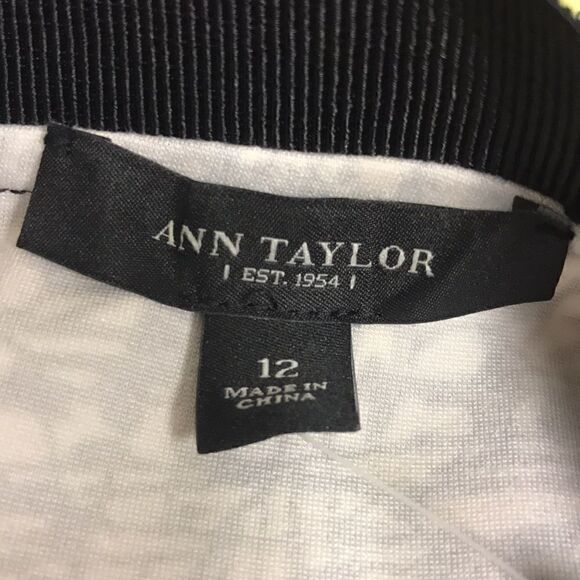 ANN TAYLOR
EST. 1954
12
MADE IN
CHINA